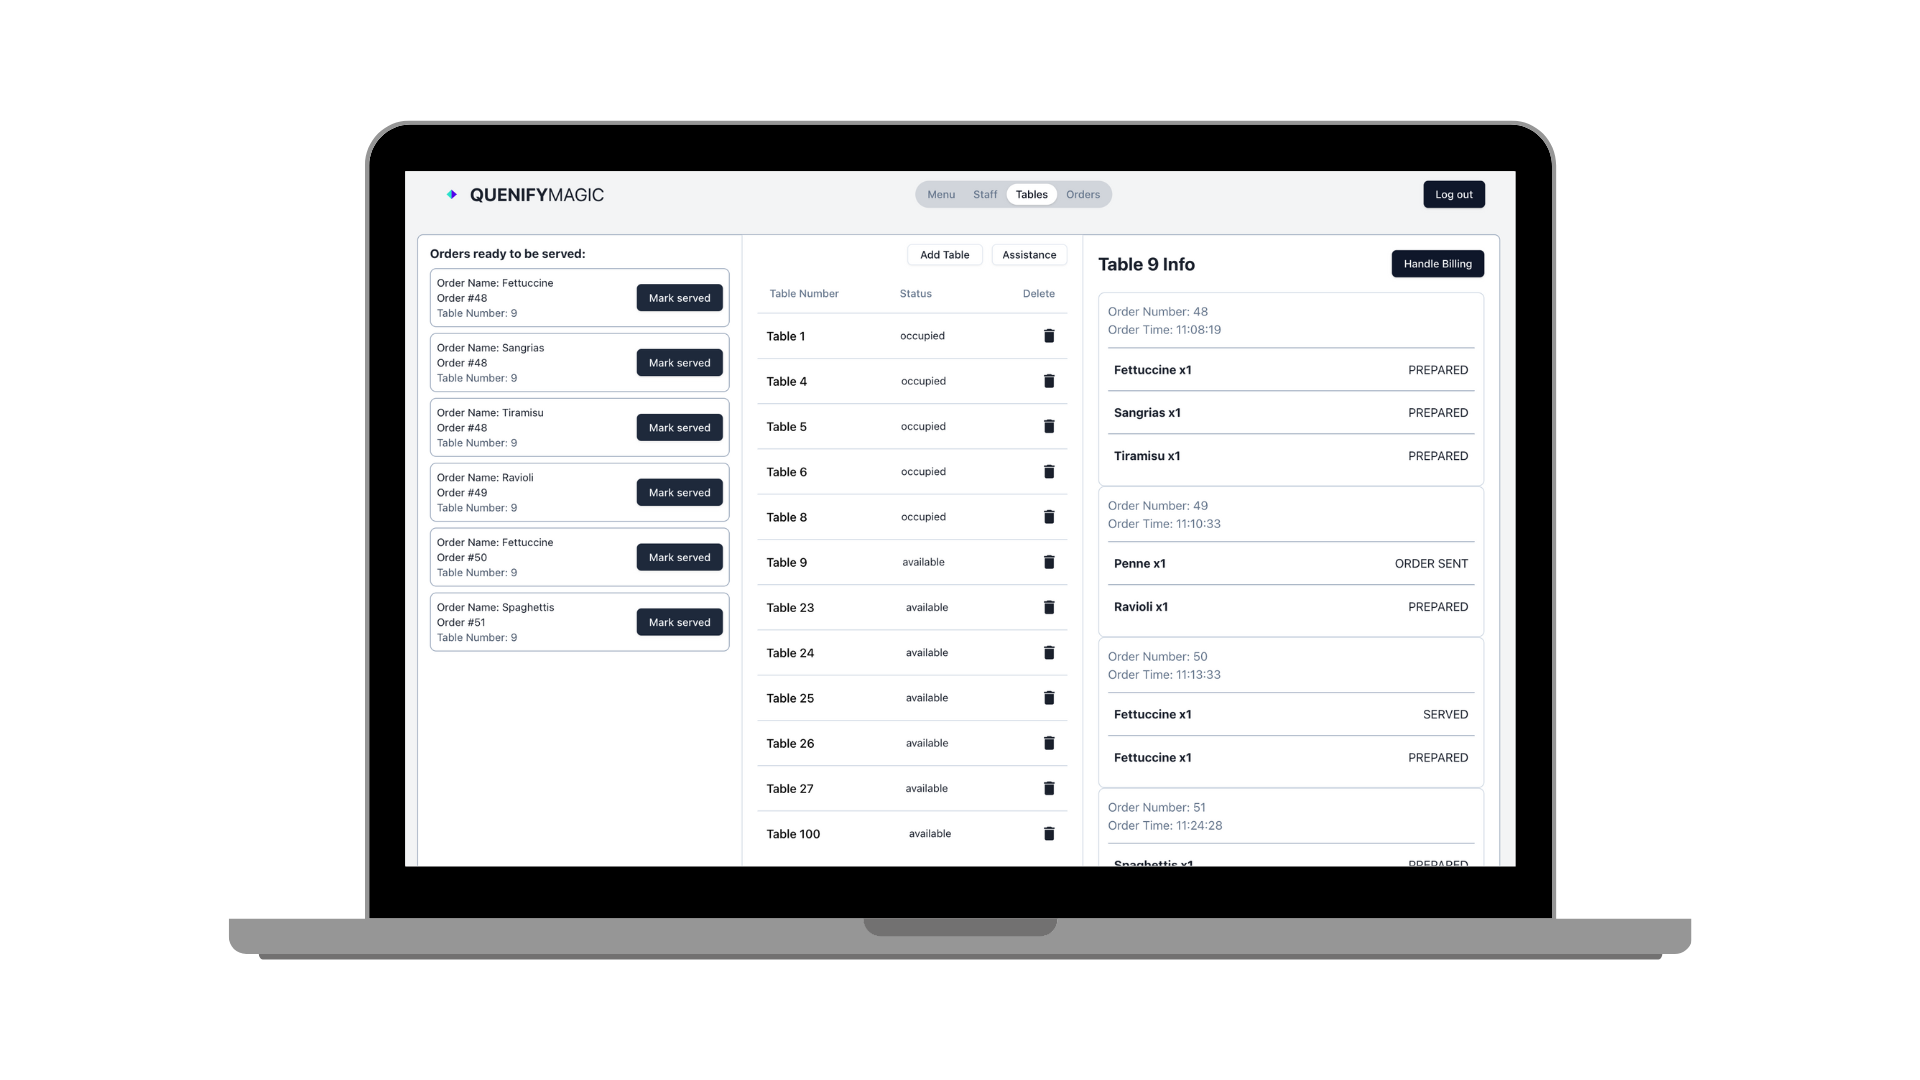 QUENIFYMAGIC
Menu Staff Tables Orders
Log out
Orders ready to be served:
Order Name: Fettuccine
Order #48
Table Number: 9
Mark served
Order Name: Sangrias
Order #48
Table Number: 9
Mark served
Order Name: Tiramisu
Order #48
Table Number: 9
Mark served
Order Name: Ravioli
Order #49
Table Number: 9
Mark served
Order Name: Fettuccine
Order #50
Table Number: 9
Mark served
Order Name: Spaghettis
Order #51
Table Number: 9
Mark served
Add Table Assistance
Table Number Status Delete
Table 1 occupied
Table 4 occupied
Table 5 occupied
Table 6 occupied
Table 8 occupied
Table 9 available
Table 23 available
Table 24 available
Table 25 available
Table 26 available
Table 27 available
Table 100 available
Table 9 Info
Handle Billing
Order Number: 48
Order Time: 11:08:19
Fettuccine x1 PREPARED
Sangrias x1 PREPARED
Tiramisu x1 PREPARED
Order Number: 49
Order Time: 11:10:33
Penne x1 ORDER SENT
Ravioli x1 PREPARED
Order Number: 50
Order Time: 11:13:33
Fettuccine x1 SERVED
Fettuccine x1 PREPARED
Order Number: 51
Order Time: 11:24:28
Spaghettis x1 PREPARED